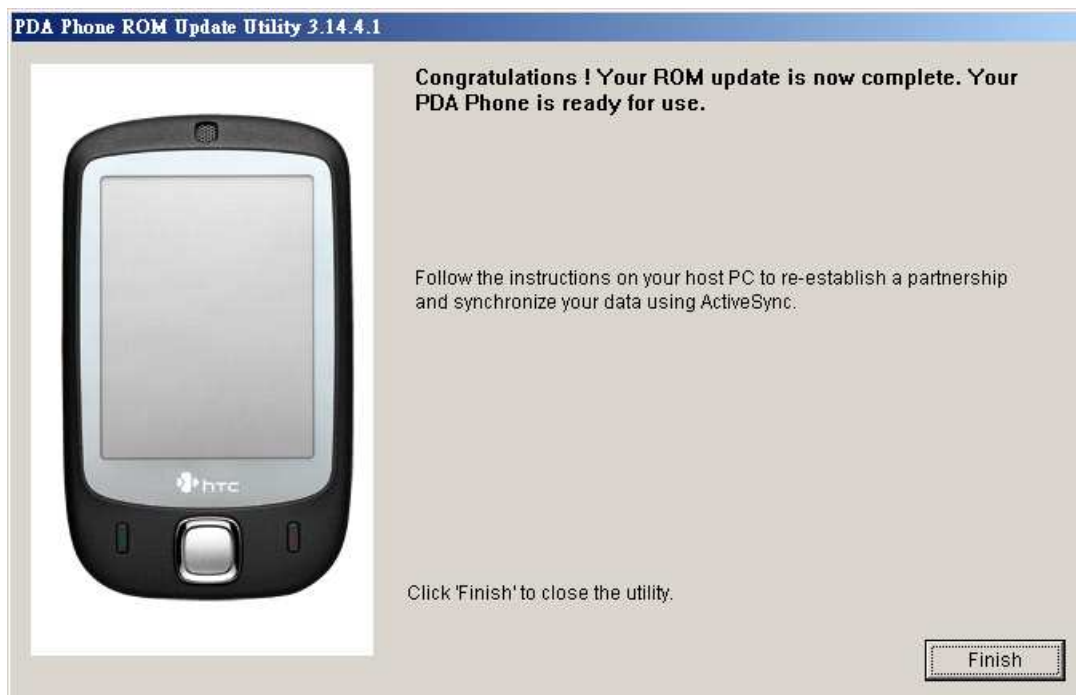 PDA Phone ROM Update Utility 3.14.4.1
Congratulations ! Your ROM update is now complete. Your
PDA Phone is ready for use.
Follow the instructions on your host PC to re-establish a partnership
and synchronize your data using ActiveSync.
hTC
Click 'Finish' to close the utility.
Finish